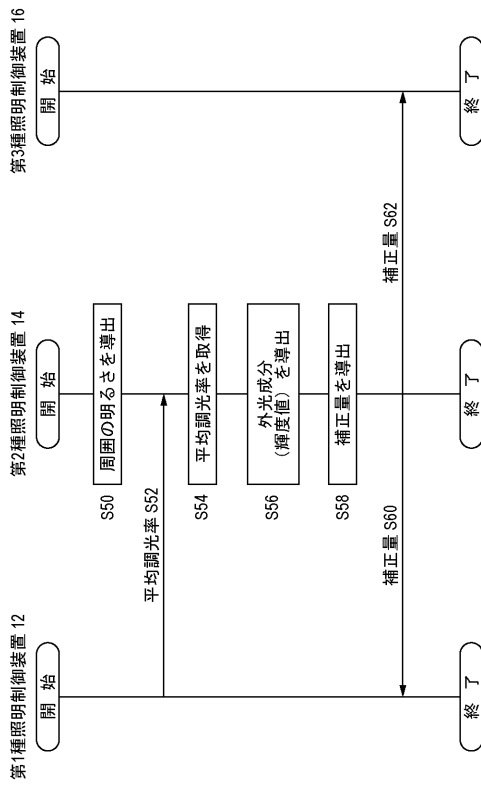 第1種照明制御装置 12
第2種照明制御装置 14
第3種照明制御装置 16
開 始
開 始
開 始
S50
周囲の明るさを導出
平均調光率 S52
S54
平均調光率を取得
S56
外光成分
（輝度値）を導出
S58
補正量を導出
補正量 S60
補正量 S62
終 了
終 了
終 了